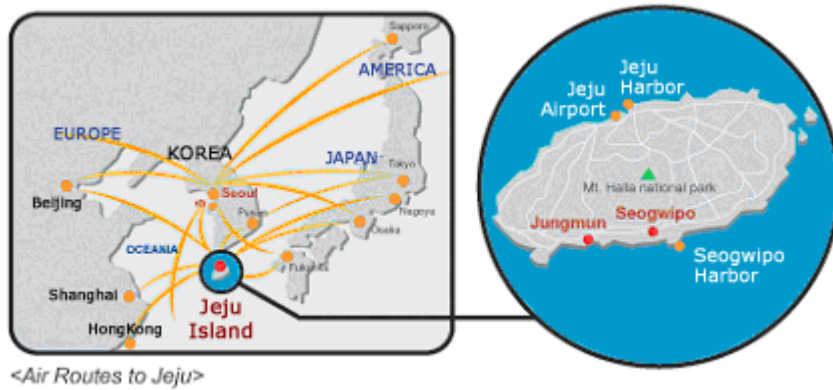 Sapporo
AMERICA
EUROPE
KOREA
JAPAN
Tokyo
Seoul
Beijing
Pusan
Nagoya
Osaka
OCEANIA
Fukuoka
Shanghai
Jeju
Island
HongKong
<Air Routes to Jeju>
Jeju
Harbor
Jeju
Airport
Mt. Halla national park
Jungmun
Seogwipo
Seogwipo
Harbor